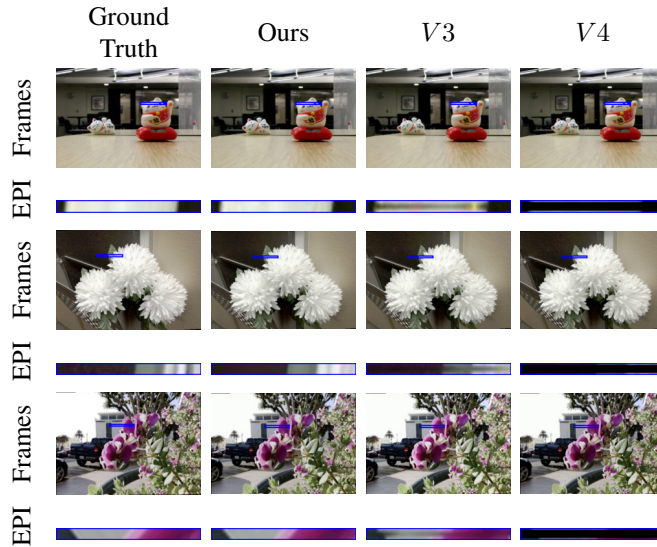 Ground
Truth
Ours
V3
V4
Frames
EPI
Frames
EPI
Frames
EPI